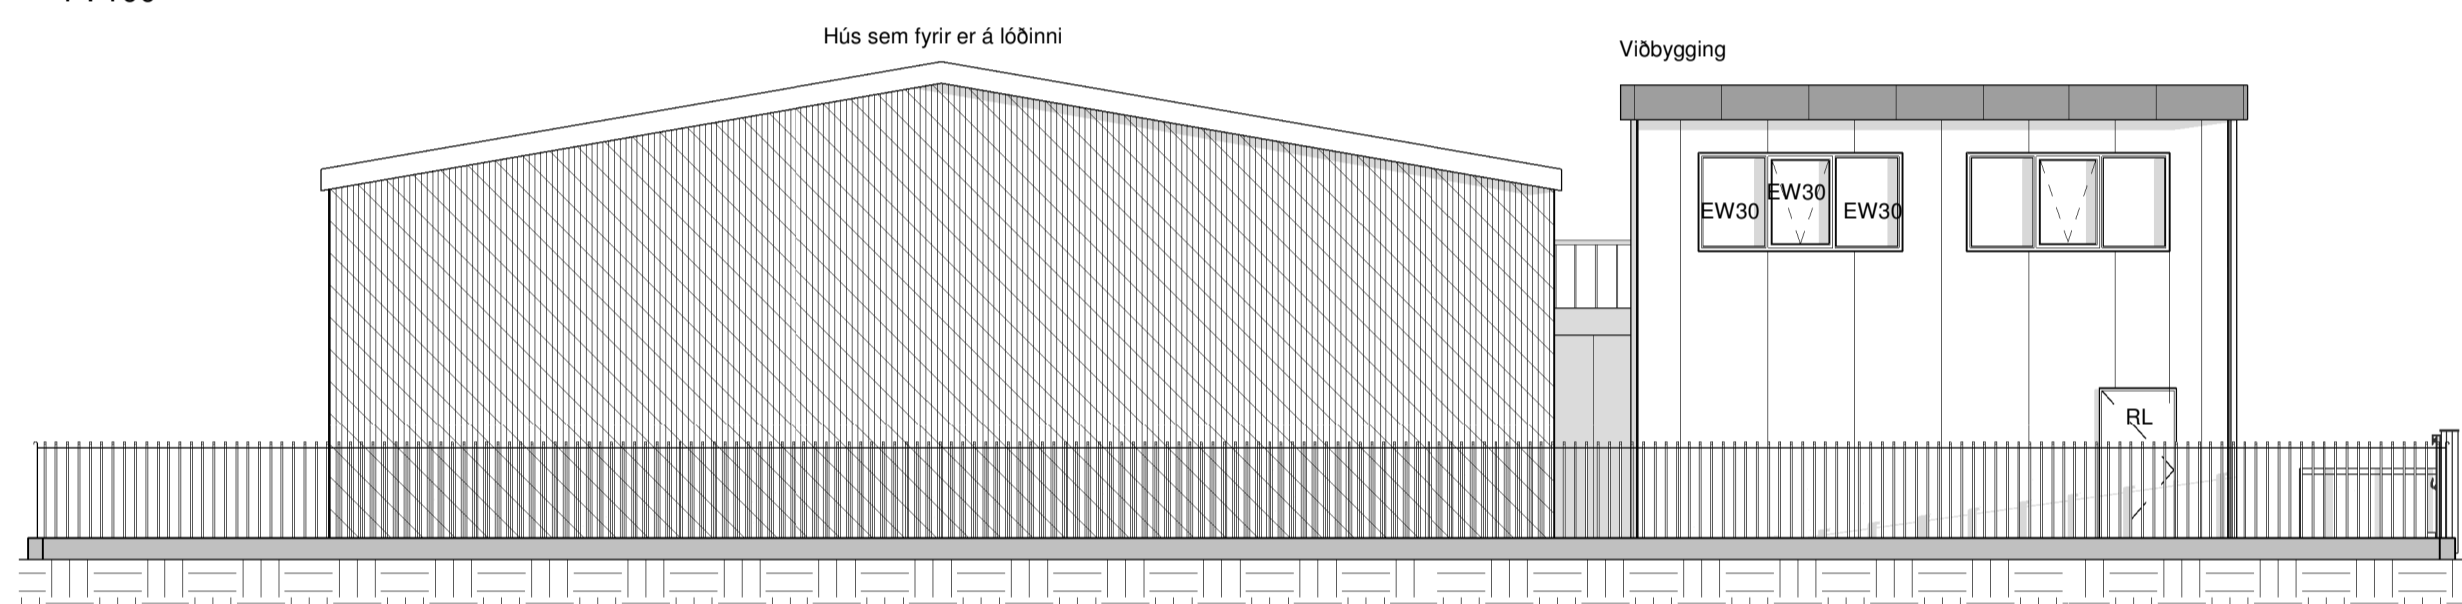 Hús sem fyrir er á lóðinni
Viðbygging
EW30
EW30
EW30
RL